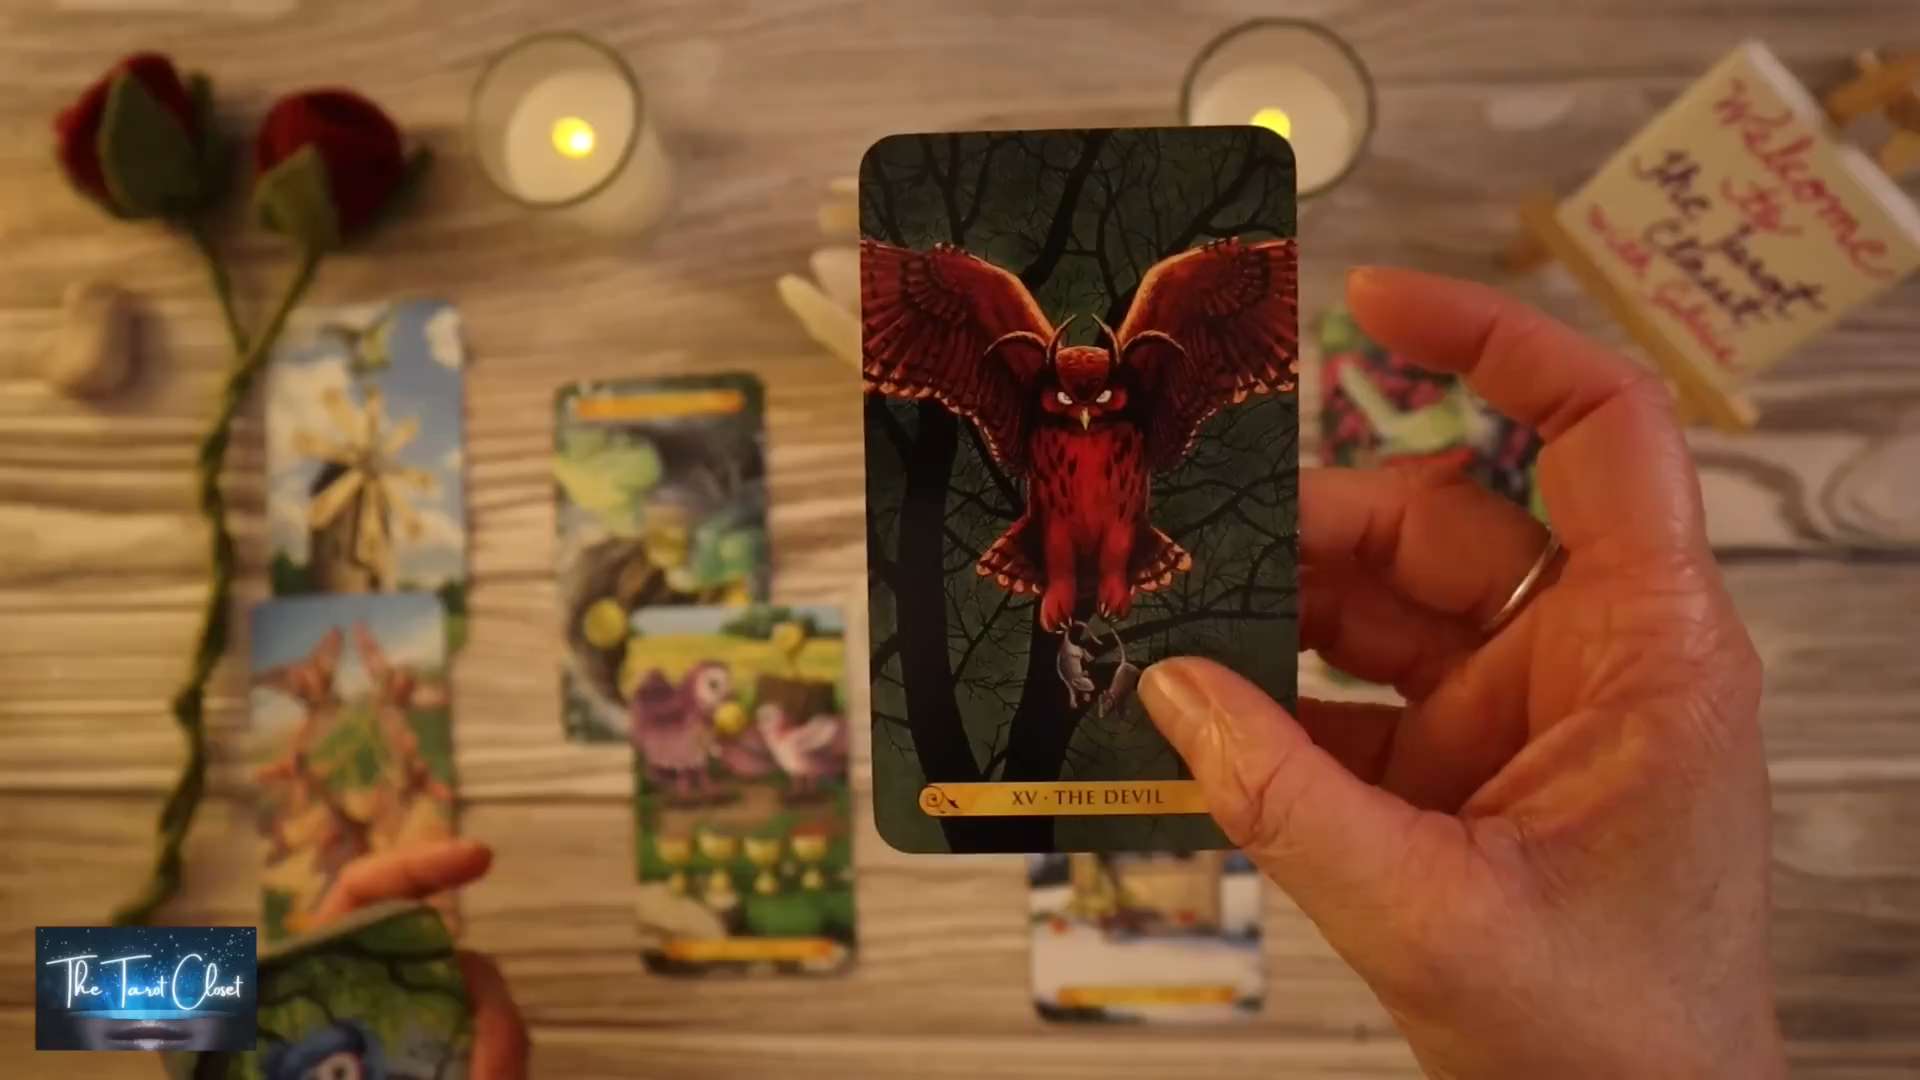 Welcome
To
the Tarot
Closet
with
XV · THE DEVIL
The Tarot Closet